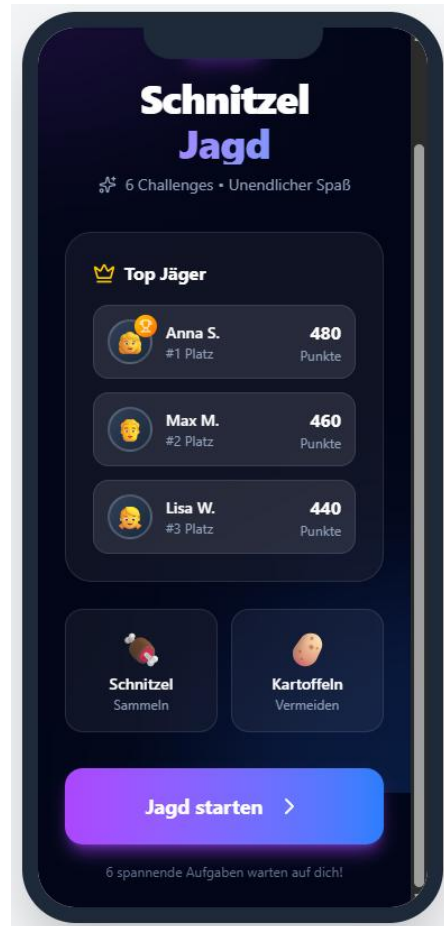 Schnitzel
Jagd
6 Challenges • Unendlicher Spaß
Top Jäger
Anna S.
#1 Platz
480
Punkte
Max M.
#2 Platz
460
Punkte
Lisa W.
#3 Platz
440
Punkte
Schnitzel
Sammeln
Kartoffeln
Vermeiden
Jagd starten
6 spannende Aufgaben warten auf dich!